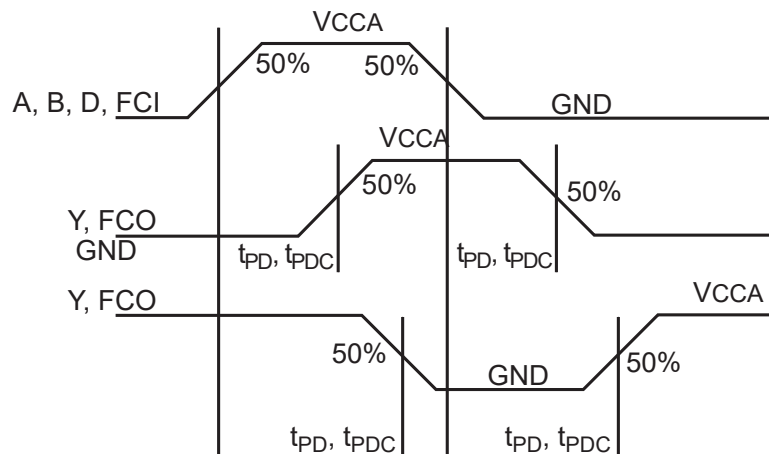 VCCA
50% 50%
A, B, D, FCI
GND
VCCA
50% 50%
Y, FCO
GND
tPD, tPDC tPD, tPDC
Y, FCO
VCCA
50% GND 50%
tPD, tPDC tPD, tPDC